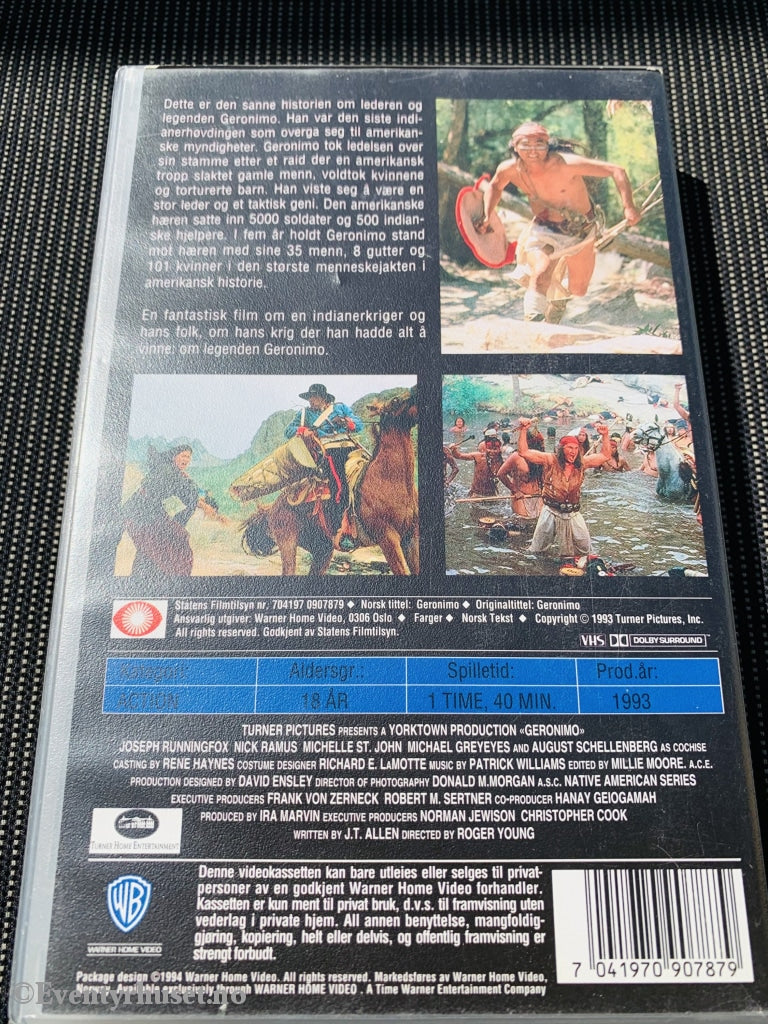 Dette er den sanne historien om lederen og
legenden Geronimo. Han var den siste indi-
anerhøvdingen som overga seg til amerikan-
ske myndigheter. Geronimo tok ledelsen over
sin stamme etter et raid der en amerikansk
tropp slaktet gamle menn, voldtok kvinnene
og torturerte barn. Han viste seg å være en
stor leder og et taktisk geni. Den amerikanske
hæren satte inn 5000 soldater og 500 indian-
ske hjelpere. I fem år holdt Geronimo stand
mot hæren med sine 35 menn, 8 gutter og
101 kvinner i den største menneskejakten i
amerikansk historie.
En fantastisk film om en indianerkriger og
hans folk, om hans krig der han hadde alt å
vinne: om legenden Geronimo.
Statens Filmtilsyn nr. 704197 0907879 ◆ Norsk tittel: Geronimo ◆ Originaltittel: Geronimo
Ansvarlig utgiver: Warner Home Video, 0306 Oslo ◆ Farger ◆ Norsk Tekst ◆ Copyright © 1993 Turner Pictures, Inc.
All rights reserved. Godkjent av Statens Filmtilsyn.
VHS DOLBY SURROUND
Kategori: Aldersgr.: Spilletid: Prod.år:
ACTION 18 ÅR 1 TIME, 40 MIN. 1993
TURNER PICTURES PRESENTS A YORKTOWN PRODUCTION «GERONIMO»
JOSEPH RUNNINGFOX NICK RAMUS MICHELLE ST. JOHN MICHAEL GREYEYES AND AUGUST SCHELLENBERG AS COCHISE
CASTING BY RENE HAYNES COSTUME DESIGNER RICHARD E. LaMOTTE MUSIC BY PATRICK WILLIAMS EDITED BY MILLIE MOORE. A.C.E.
PRODUCTION DESIGNED BY DAVID ENSLEY DIRECTOR OF PHOTOGRAPHY DONALD M.MORGAN A.S.C. NATIVE AMERICAN SERIES
EXECUTIVE PRODUCERS FRANK VON ZERNECK ROBERT M. SERTNER CO-PRODUCER HANAY GEIOGAMAH
PRODUCED BY IRA MARVIN EXECUTIVE PRODUCERS NORMAN JEWISON CHRISTOPHER COOK
WRITTEN BY J.T. ALLEN DIRECTED BY ROGER YOUNG
TURNER HOME ENTERTAINMENT
Denne videokassetten kan bare utleies eller selges til privat-
personer av en godkjent Warner Home Video forhandler.
Kassetten er kun ment til privat bruk, d.v.s. til framvisning uten
vederlag i private hjem. All annen benyttelse, mangfoldig-
gjøring, kopiering, helt eller delvis, og offentlig framvisning er
strengt forbudt.
WB
WARNER HOME VIDEO
7 041970 907879
Package design ©1994 Warner Home Video. All rights reserved. Markedsføres av Warner Home Video,
Norway. Available exclusively through WARNER HOME VIDEO . A Time Warner Entertainment Company
©Eventyrhuset.no